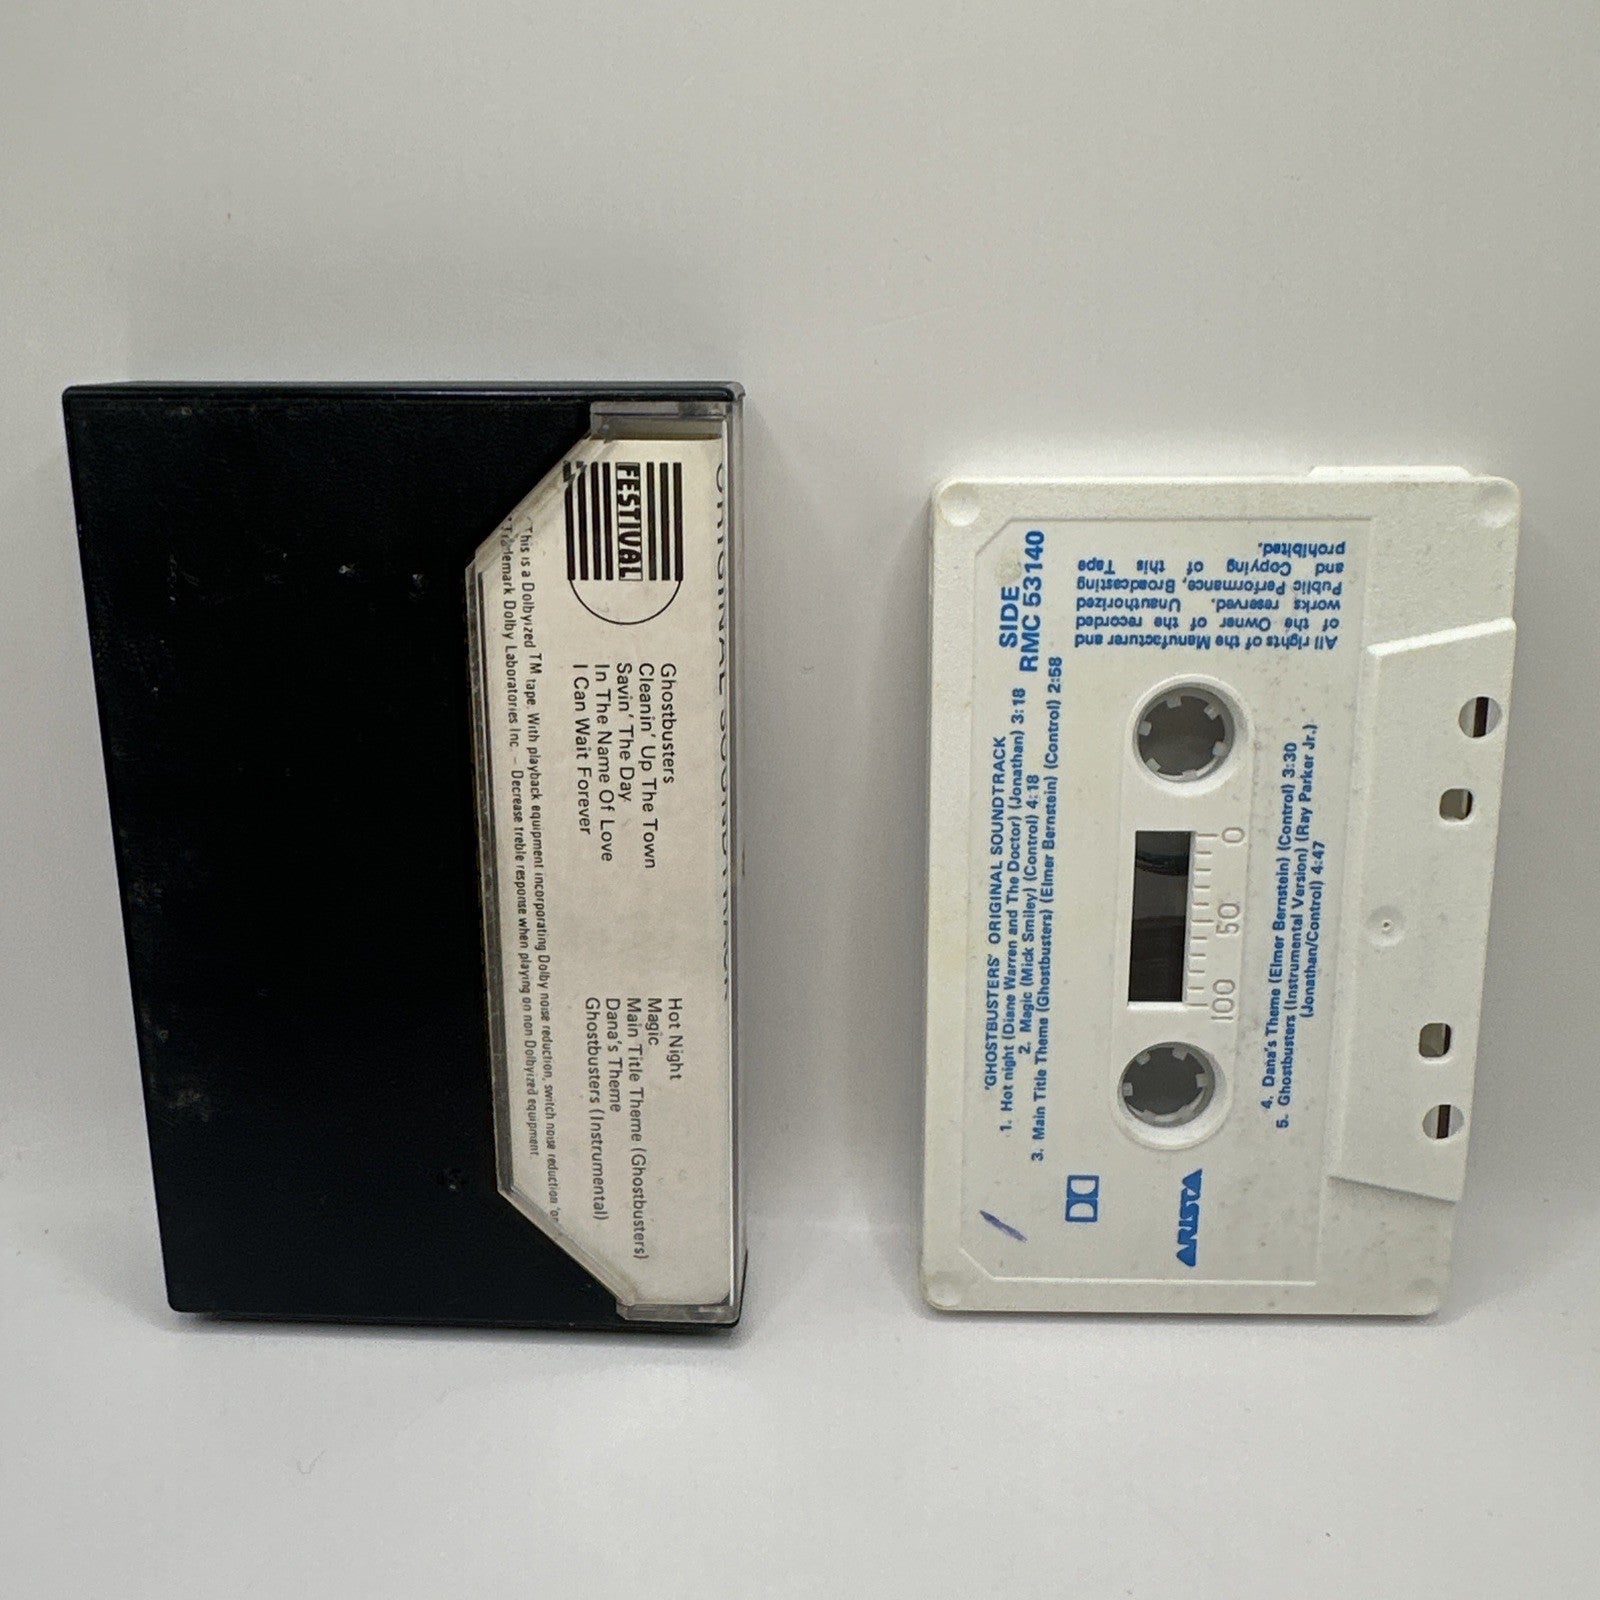 ORIGINAL SOUNDTRACK
FESTIVAL
Ghostbusters
Cleanin' Up The Town
Savin' The Day
In The Name Of Love
I Can Wait Forever
Hot Night
Magic
Main Title Theme (Ghostbusters)
Dana's Theme
Ghostbusters (Instrumental)
This is a Dolbyized TM tape. With playback equipment incorporating Dolby noise reduction, switch noise reduction 'on'
Trademark Dolby Laboratories Inc. – Decrease treble response when playing on non Dolbyized equipment.
'GHOSTBUSTERS' ORIGINAL SOUNDTRACK
SIDE
RMC 53140
1. Hot night (Diane Warren and The Doctor) (Jonathan) 3:18
2. Magic (Mick Smiley) (Control) 4:18
3. Main Title Theme (Ghostbusters) (Elmer Bernstein) (Control) 2:58
All rights of the Manufacturer and
of the Owner of the recorded
works reserved. Unauthorized
Public Performance, Broadcasting
and Copying of this Tape
prohibited.
100 50 0
4. Dana's Theme (Elmer Bernstein) (Control) 3:30
5. Ghostbusters (Instrumental Version) (Ray Parker Jr.)
(Jonathan/Control) 4:47
ARISTA